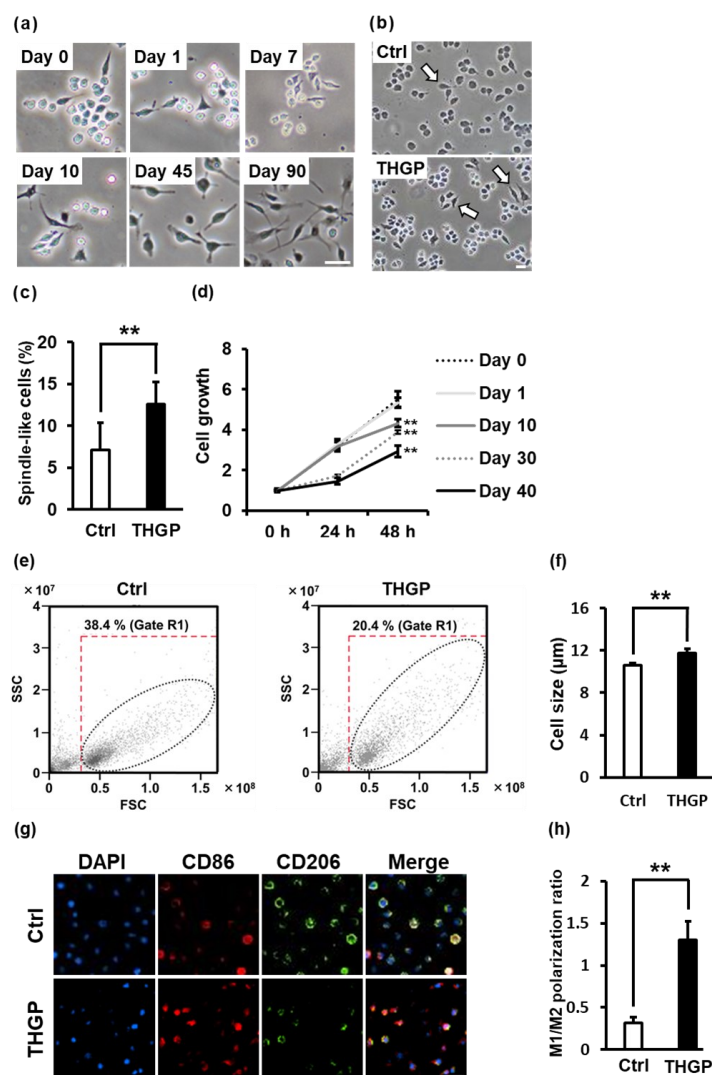 (a)
Day 0
Day 1
Day 7
Day 10
Day 45
Day 90
(b)
Ctrl
THGP
(c)
Spindle-like cells (%)
20
15
10
5
0
**
Ctrl
THGP
(d)
Cell growth
8
6
4
2
0
**
**
**
0 h
24 h
48 h
Day 0
Day 1
Day 10
Day 30
Day 40
(e)
Ctrl
× 10⁷
4
3
2
1
0
SSC
38.4 % (Gate R1)
0
0.5
1.0
1.5
× 10⁸
FSC
THGP
× 10⁷
4
3
2
1
0
SSC
20.4 % (Gate R1)
0
0.5
1.0
1.5
× 10⁸
FSC
(f)
Cell size (μm)
16
12
8
4
0
**
Ctrl
THGP
(g)
DAPI
CD86
CD206
Merge
Ctrl
THGP
(h)
M1/M2 polarization ratio
2
1.5
1
0.5
0
**
Ctrl
THGP